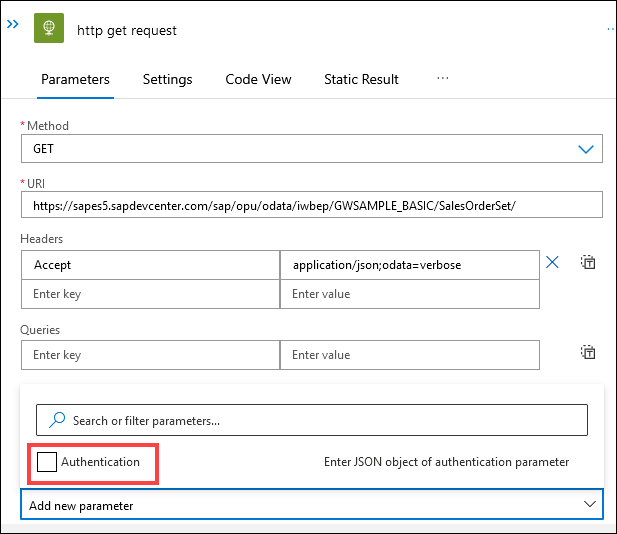 http get request
Parameters Settings Code View Static Result ...
* Method
GET
* URI
https://sapes5.sapdevcenter.com/sap/opu/odata/iwbep/GWSAMPLE_BASIC/SalesOrderSet/
Headers
Accept application/json;odata=verbose
Enter key Enter value
Queries
Enter key Enter value
Search or filter parameters...
Authentication Enter JSON object of authentication parameter
Add new parameter